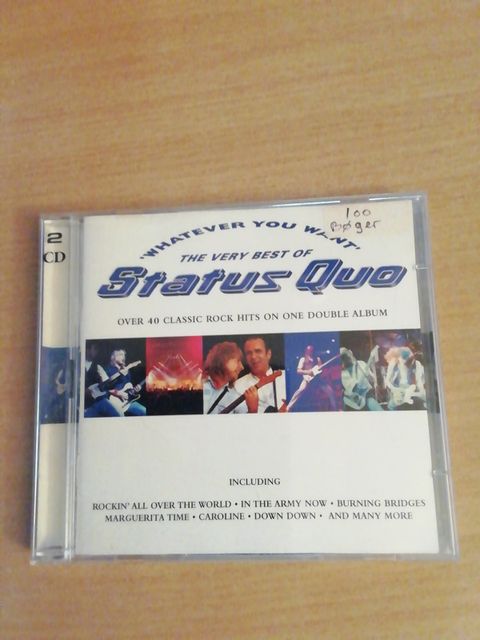 2
CD
100
Bøger
'WHATEVER YOU WANT'
THE VERY BEST OF
Status Quo
OVER 40 CLASSIC ROCK HITS ON ONE DOUBLE ALBUM
INCLUDING
ROCKIN' ALL OVER THE WORLD • IN THE ARMY NOW • BURNING BRIDGES
MARGUERITA TIME • CAROLINE • DOWN DOWN • AND MANY MORE